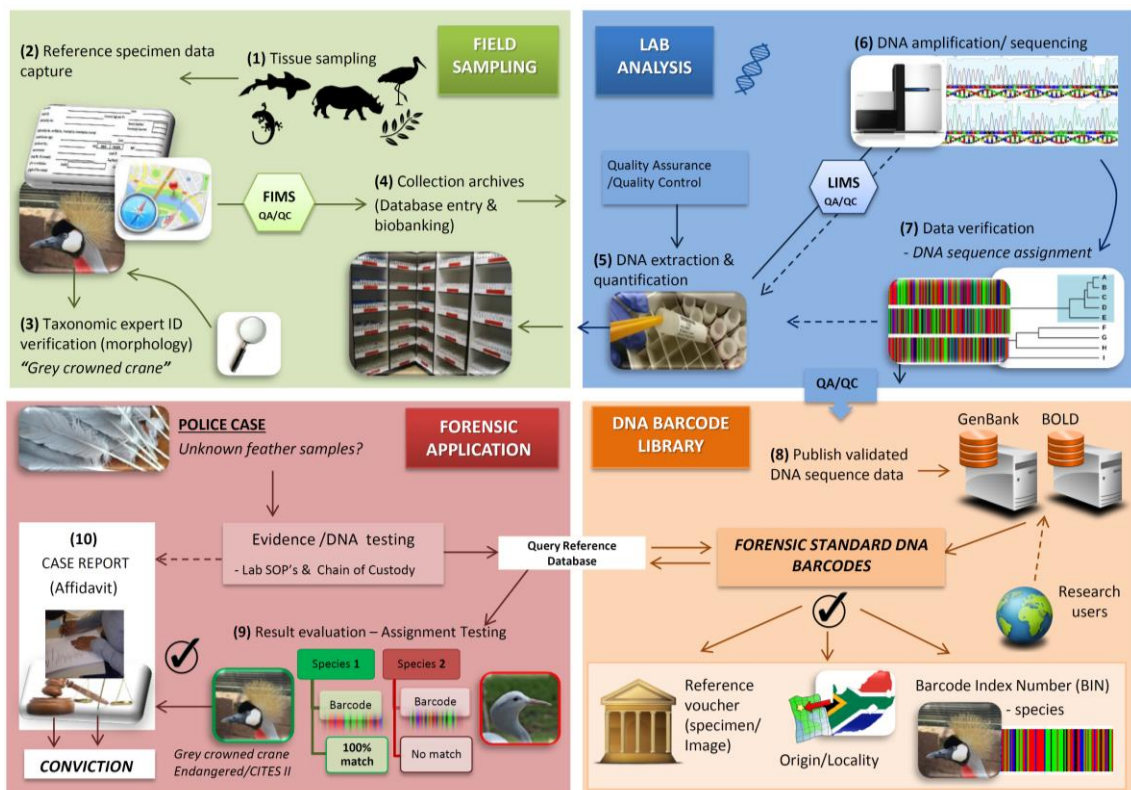 FIELD
SAMPLING
(1) Tissue sampling
(2) Reference specimen data
capture
FIMS
QA/QC
(3) Taxonomic expert ID
verification (morphology)
“Grey crowned crane”
(4) Collection archives
(Database entry &
biobanking)
LAB
ANALYSIS
Quality Assurance
/Quality Control
(5) DNA extraction &
quantification
LIMS
QA/QC
(6) DNA amplification/ sequencing
(7) Data verification
- DNA sequence assignment
A
B
C
D
E
F
G
H
I
QA/QC
POLICE CASE
Unknown feather samples?
FORENSIC
APPLICATION
Evidence /DNA testing
- Lab SOP’s & Chain of Custody
Query Reference
Database
(9) Result evaluation – Assignment Testing
Species 1
Barcode
100%
match
Species 2
Barcode
No match
Grey crowned crane
Endangered/CITES II
(10)
CASE REPORT
(Affidavit)
CONVICTION
DNA BARCODE
LIBRARY
(8) Publish validated
DNA sequence data
GenBank
BOLD
FORENSIC STANDARD DNA
BARCODES
Research
users
Reference
voucher
(specimen/
Image)
Origin/Locality
Barcode Index Number (BIN)
- species